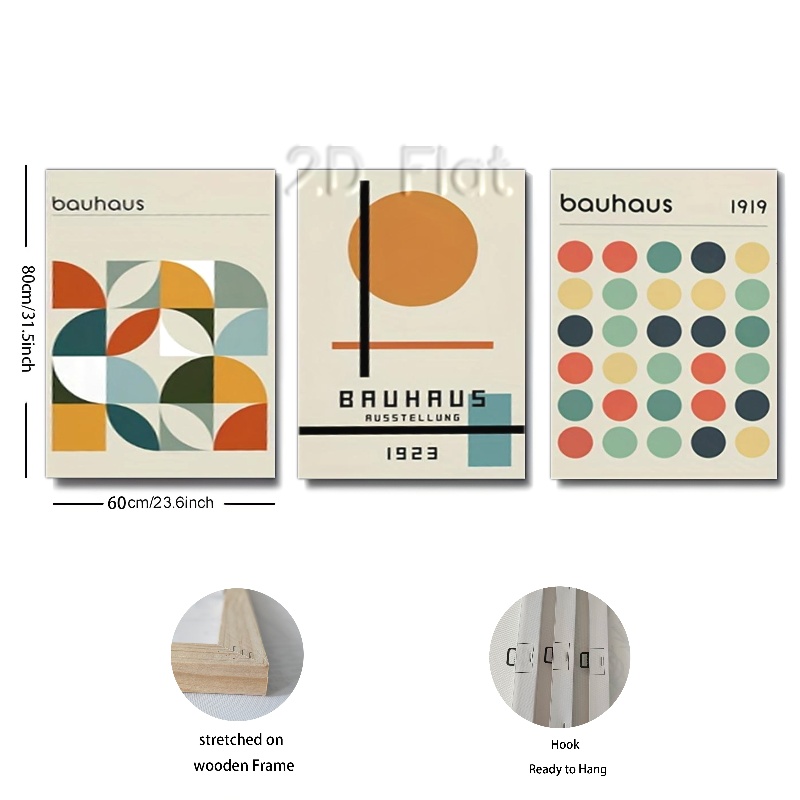 2D Flat
bauhaus
BAUHAUS
AUSSTELLUNG
1923
bauhaus 1919
80cm/31.5inch
60cm/23.6inch
stretched on
wooden Frame
Hook
Ready to Hang